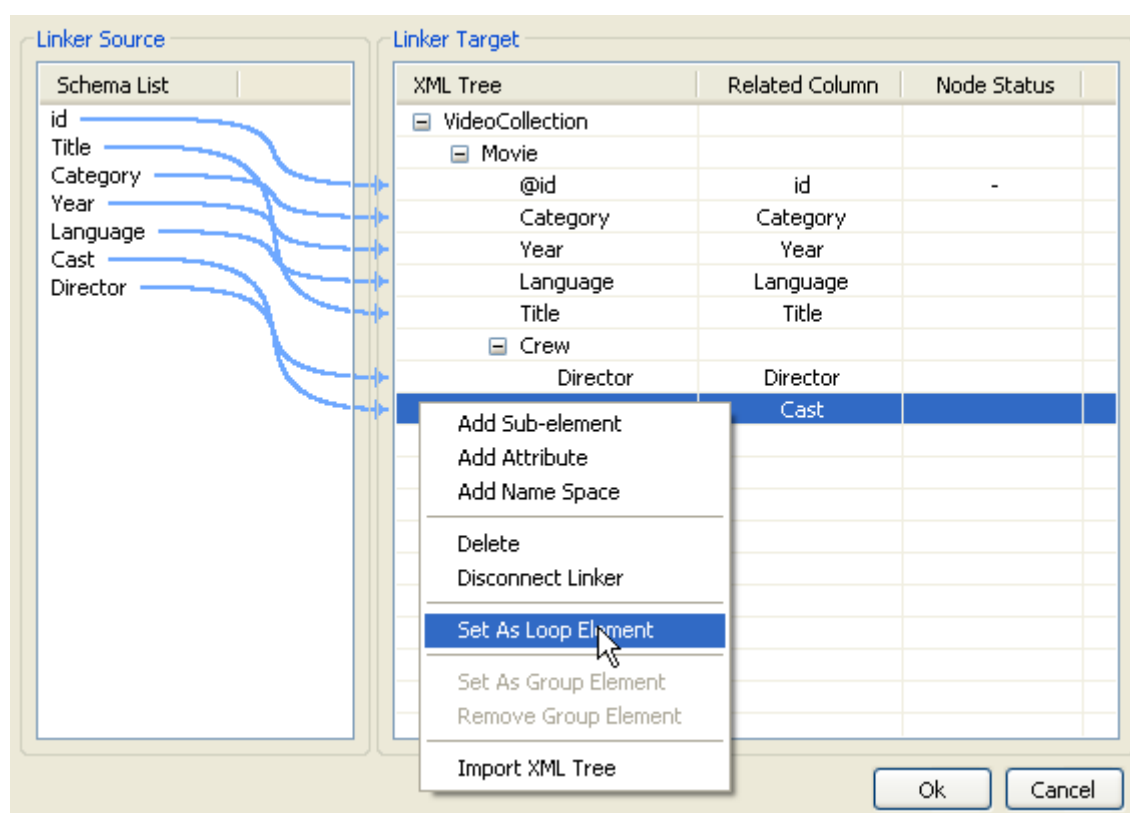 Linker Source
Schema List
id
Title
Category
Year
Language
Cast
Director
Linker Target
XML Tree Related Column Node Status
VideoCollection
Movie
@id id -
Category Category
Year Year
Language Language
Title Title
Crew
Director Director
Cast
Add Sub-element
Add Attribute
Add Name Space
Delete
Disconnect Linker
Set As Loop Element
Set As Group Element
Remove Group Element
Import XML Tree
Ok Cancel